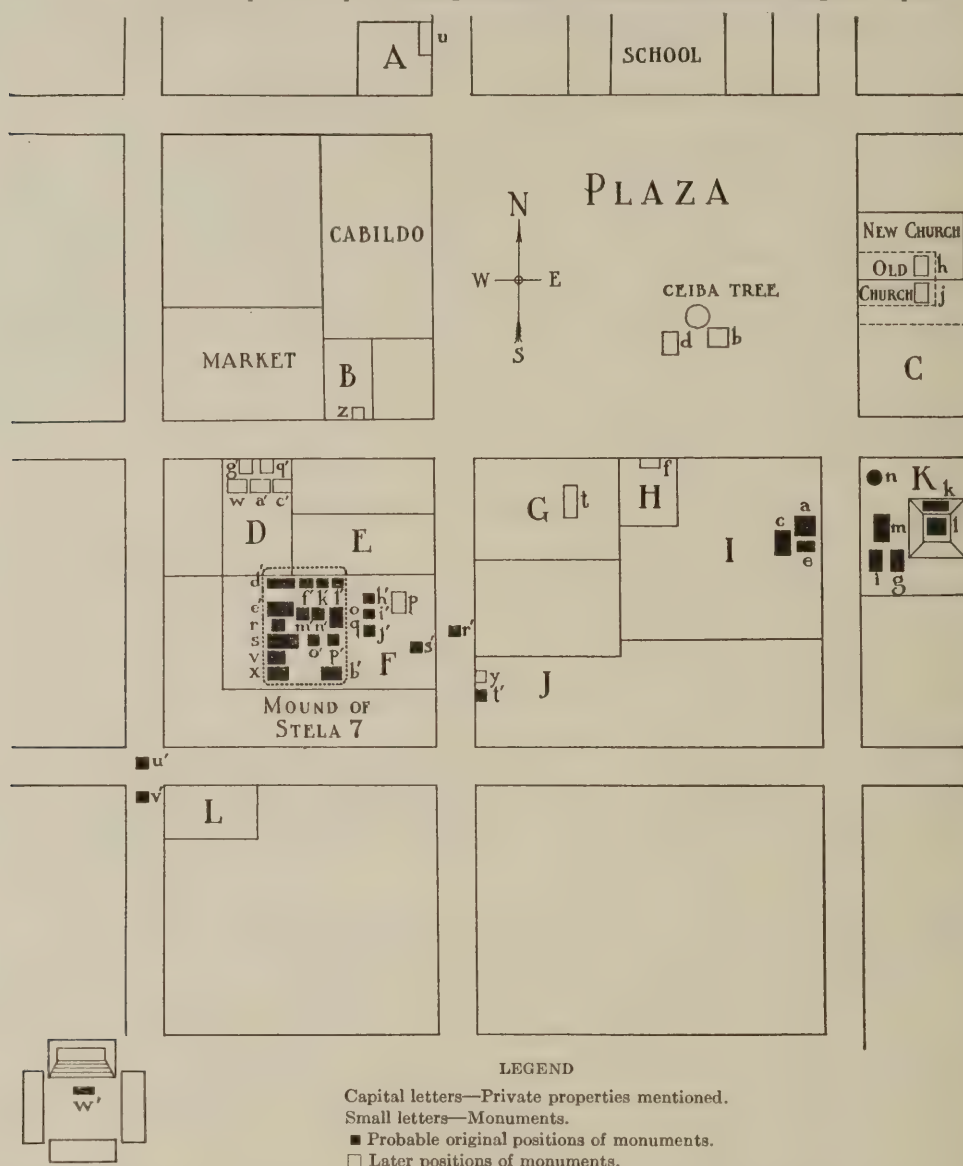 u
A
SCHOOL
PLAZA
N
CABILDO
NEW CHURCH
OLD h
W E
CEIBA TREE
CHURCH j
S
d b
MARKET
B
C
z
g' q'
f
n K k
w a' c'
G t
H
a
D
E
c
m l
I
e
i g
d' f' k' l'
h' p
e' o i'
r m' n' q j'
r'
s o' p' s'
v F
x b'
y
J
t'
MOUND OF
STELA 7
u'
v'
L
LEGEND
Capital letters—Private properties mentioned.
Small letters—Monuments.
■ Probable original positions of monuments.
□ Later positions of monuments.
w'